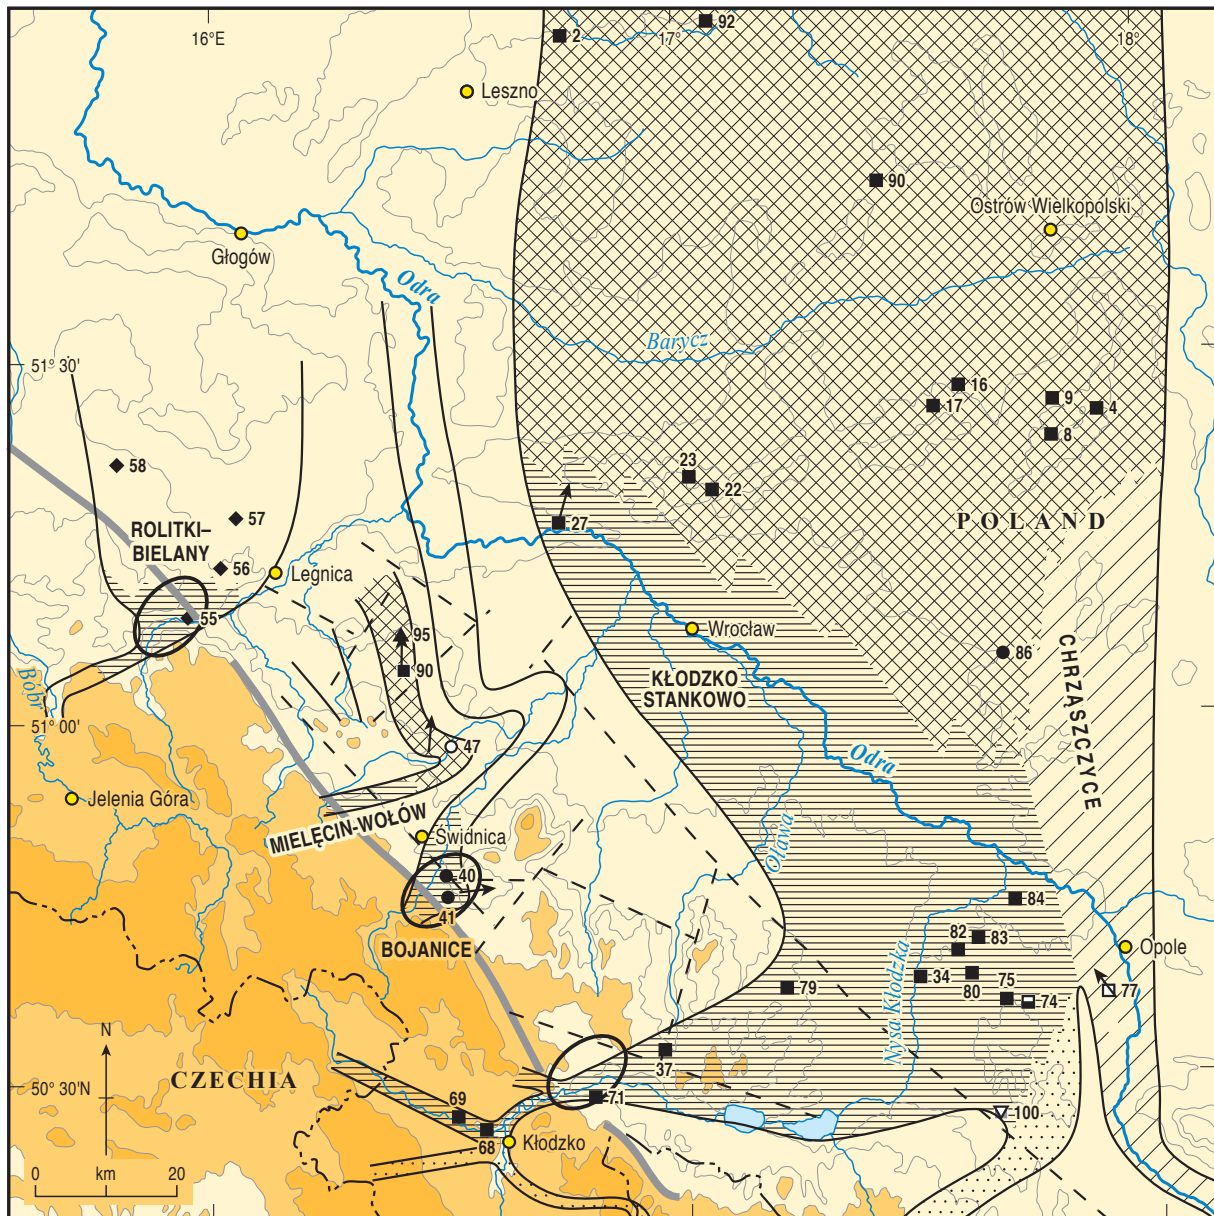 92
2
16°E
17°
18°
Leszno
90
Ostrów Wielkopolski
Głogów
Odra
Barycz
51° 30'
16
17
9
4
8
58
23
22
57
27
ROLITKI–
BIELANY
POLAND
56
Legnica
55
95
Wrocław
86
90
KŁODZKO
STANKOWO
CHRZĄSZCZYCE
Bóbr
51° 00'
47
Odra
Jelenia Góra
MIELĘCIN-WOŁÓW
Świdnica
Oława
40
84
41
82
83
BOJANICE
Opole
Nysa Kłodzka
34
75
79
80
74
77
N
CZECHIA
50° 30'N
37
71
69
100
68
Kłodzko
0
km
20